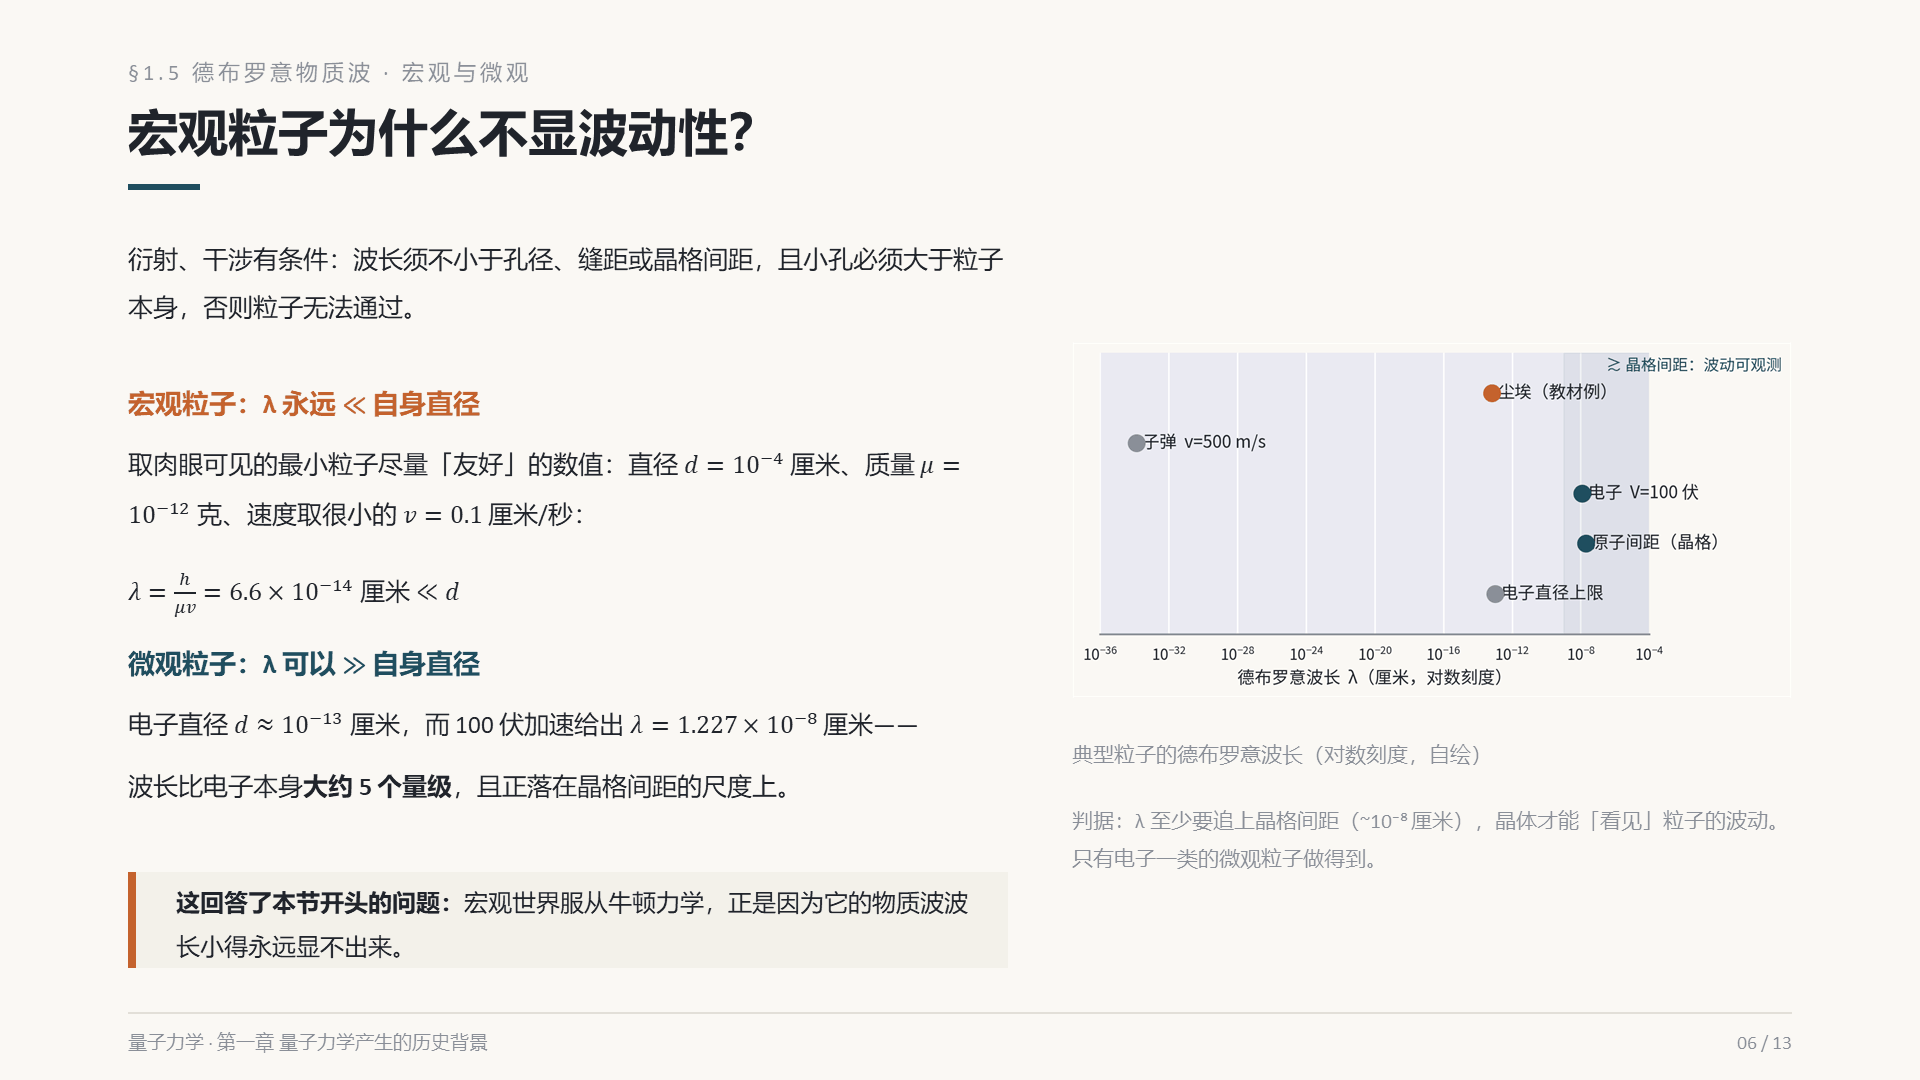 §1.5 德布罗意物质波 · 宏观与微观
宏观粒子为什么不显波动性？
衍射、干涉有条件：波长须不小于孔径、缝距或晶格间距，且小孔必须大于粒子
本身，否则粒子无法通过。
宏观粒子：λ 永远 ≪ 自身直径
取肉眼可见的最小粒子尽量「友好」的数值：直径 d = 10⁻⁴ 厘米、质量 μ =
10⁻¹² 克、速度取很小的 v = 0.1 厘米/秒：
λ = h/μv = 6.6 × 10⁻¹⁴ 厘米 ≪ d
微观粒子：λ 可以 ≫ 自身直径
电子直径 d ≈ 10⁻¹³ 厘米，而 100 伏加速给出 λ = 1.227 × 10⁻⁸ 厘米——
波长比电子本身大约 5 个量级，且正落在晶格间距的尺度上。
这回答了本节开头的问题：宏观世界服从牛顿力学，正是因为它的物质波波
长小得永远显不出来。
≳ 晶格间距：波动可观测
尘埃（教材例）
子弹 v=500 m/s
电子 V=100 伏
原子间距（晶格）
电子直径上限
10⁻³⁶ 10⁻³² 10⁻²⁸ 10⁻²⁴ 10⁻²⁰ 10⁻¹⁶ 10⁻¹² 10⁻⁸ 10⁻⁴
德布罗意波长 λ（厘米，对数刻度）
典型粒子的德布罗意波长（对数刻度，自绘）
判据：λ 至少要追上晶格间距（~10⁻⁸ 厘米），晶体才能「看见」粒子的波动。
只有电子一类的微观粒子做得到。
量子力学 · 第一章 量子力学产生的历史背景
06 / 13